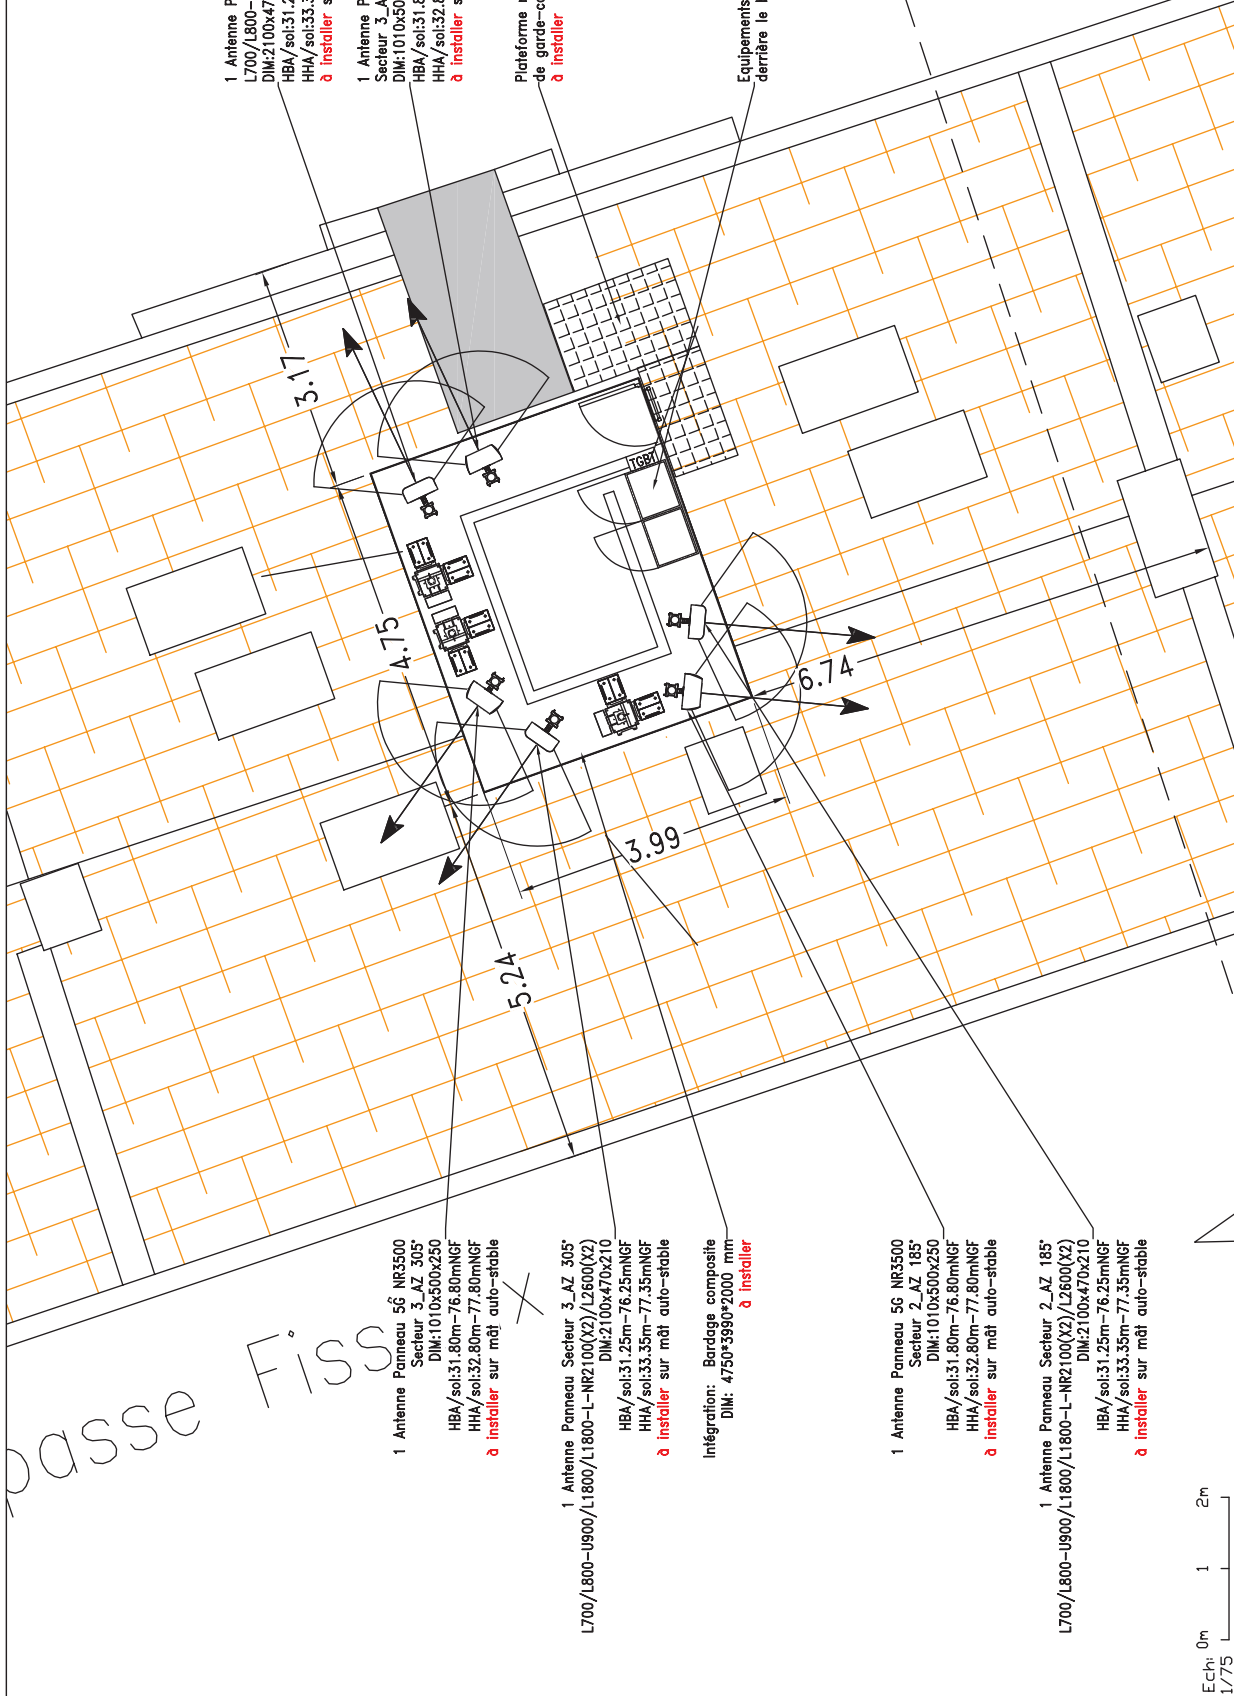 1 Antenne P
L700/L800-
DIM:2100x47
HBA/sol:31.2
HHA/sol:33.3
à installer s
1 Antenne P
Secteur 3_A
DIM:1010x50
HBA/sol:31.8
HHA/sol:32.8
à installer s
Plateforme
de garde-co
à installer
Equipements
derrière le
3.17
4.75
TGBT
6.74
3.99
5.24
passe Fiss
1 Antenne Panneau 5G NR3500
Secteur 3_AZ 305°
DIM:1010x500x250
HBA/sol:31.80m-76.80mNGF
HHA/sol:32.80m-77.80mNGF
à installer sur mât auto-stable
1 Antenne Panneau Secteur 3_AZ 305°
L700/L800-U900/L1800/L1800-L-NR2100(X2)/L2600(X2)
DIM:2100x470x210
HBA/sol:31.25m-76.25mNGF
HHA/sol:33.35m-77.35mNGF
à installer sur mât auto-stable
Intégration: Bardage composite
DIM: 4750*3990*2000 mm
à installer
1 Antenne Panneau 5G NR3500
Secteur 2_AZ 185°
DIM:1010x500x250
HBA/sol:31.80m-76.80mNGF
HHA/sol:32.80m-77.80mNGF
à installer sur mât auto-stable
1 Antenne Panneau Secteur 2_AZ 185°
L700/L800-U900/L1800/L1800-L-NR2100(X2)/L2600(X2)
DIM:2100x470x210
HBA/sol:31.25m-76.25mNGF
HHA/sol:33.35m-77.35mNGF
à installer sur mât auto-stable
Ech: 0m 1 2m
1/75